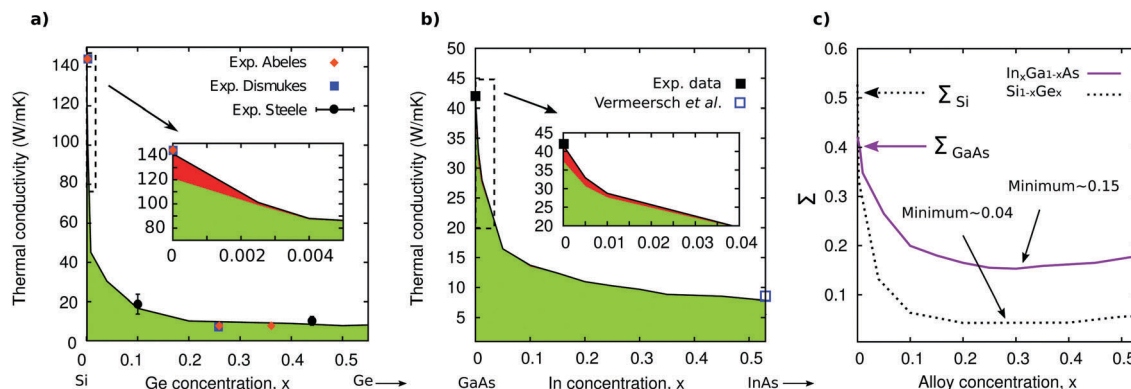 a)
Thermal conductivity (W/mK)
140
120
100
80
60
40
20
0
Exp. Abeles
Exp. Dismukes
Exp. Steele
140
120
100
80
0 0.002 0.004
0 0.1 0.2 0.3 0.4 0.5
Si Ge concentration, x Ge
b)
Thermal conductivity (W/mK)
50
45
40
35
30
25
20
15
10
5
Exp. data
Vermeersch et al.
45
40
35
30
25
20
0 0.01 0.02 0.03 0.04
0 0.1 0.2 0.3 0.4 0.5
GaAs In concentration, x InAs
c)
Σ
0.6
0.5
0.4
0.3
0.2
0.1
InxGa1-xAs
Si1-xGex
ΣSi
ΣGaAs
Minimum~0.15
Minimum~0.04
0 0.1 0.2 0.3 0.4 0.5
Alloy concentration, x